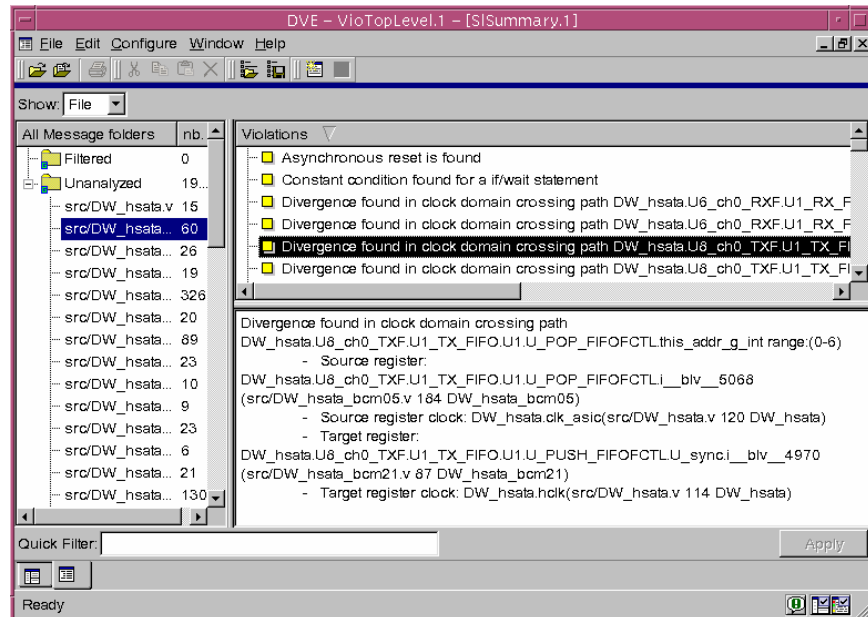 DVE – VioTopLevel.1 – [SlSummary.1]
File Edit Configure Window Help
Show: File
All Message folders nb.
Filtered 0
Unanalyzed 19...
src/DW_hsata.v 15
src/DW_hsata... 60
src/DW_hsata... 26
src/DW_hsata... 19
src/DW_hsata... 326
src/DW_hsata... 20
src/DW_hsata... 89
src/DW_hsata... 23
src/DW_hsata... 10
src/DW_hsata... 9
src/DW_hsata... 23
src/DW_hsata... 6
src/DW_hsata... 21
src/DW_hsata... 130
Violations
Asynchronous reset is found
Constant condition found for a if/wait statement
Divergence found in clock domain crossing path DW_hsata.U6_ch0_RXF.U1_RX_F
Divergence found in clock domain crossing path DW_hsata.U6_ch0_RXF.U1_RX_F
Divergence found in clock domain crossing path DW_hsata.U8_ch0_TXF.U1_TX_FI
Divergence found in clock domain crossing path DW_hsata.U8_ch0_TXF.U1_TX_FI
Divergence found in clock domain crossing path
DW_hsata.U8_ch0_TXF.U1_TX_FIFO.U1.U_POP_FIFOFCTL.this_addr_g_int range:(0-6)
- Source register:
DW_hsata.U8_ch0_TXF.U1_TX_FIFO.U1.U_POP_FIFOFCTL.i__blv__5068
(src/DW_hsata_bcm05.v 184 DW_hsata_bcm05)
- Source register clock: DW_hsata.clk_asic(src/DW_hsata.v 120 DW_hsata)
- Target register:
DW_hsata.U8_ch0_TXF.U1_TX_FIFO.U1.U_PUSH_FIFOFCTL.U_sync.i__blv__4970
(src/DW_hsata_bcm21.v 87 DW_hsata_bcm21)
- Target register clock: DW_hsata.hclk(src/DW_hsata.v 114 DW_hsata)
Quick Filter:
Apply
Ready